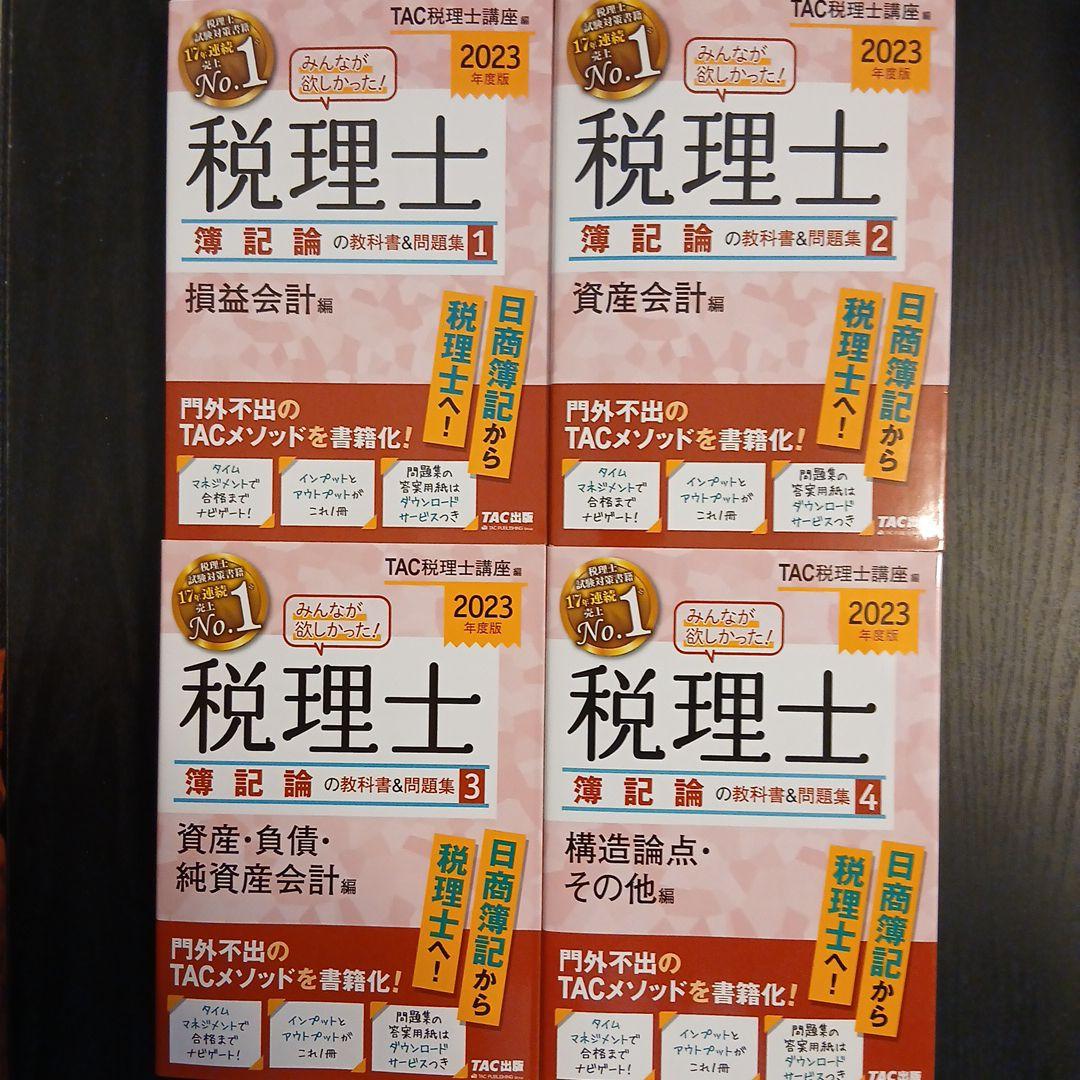 税理士
試験対策書籍
17年連続
売上
No.1
TAC税理士講座 編
2023
年度版
みんなが
欲しかった!
税理士
簿記論の教科書&問題集1
損益会計編
日商簿記から
税理士へ!
門外不出の
TACメソッドを書籍化!
タイム
マネジメントで
合格まで
ナビゲート!
インプットと
アウトプットが
これ1冊
問題集の
答案用紙は
ダウンロード
サービスつき
TAC出版
TAC PUBLISHING Group
税理士
試験対策書籍
17年連続
売上
No.1
TAC税理士講座 編
2023
年度版
みんなが
欲しかった!
税理士
簿記論の教科書&問題集2
資産会計編
日商簿記から
税理士へ!
門外不出の
TACメソッドを書籍化!
タイム
マネジメントで
合格まで
ナビゲート!
インプットと
アウトプットが
これ1冊
問題集の
答案用紙は
ダウンロード
サービスつき
TAC出版
TAC PUBLISHING Group
税理士
試験対策書籍
17年連続
売上
No.1
TAC税理士講座 編
2023
年度版
みんなが
欲しかった!
税理士
簿記論の教科書&問題集3
資産・負債・
純資産会計編
日商簿記から
税理士へ!
門外不出の
TACメソッドを書籍化!
タイム
マネジメントで
合格まで
ナビゲート!
インプットと
アウトプットが
これ1冊
問題集の
答案用紙は
ダウンロード
サービスつき
TAC出版
TAC PUBLISHING Group
税理士
試験対策書籍
17年連続
売上
No.1
TAC税理士講座 編
2023
年度版
みんなが
欲しかった!
税理士
簿記論の教科書&問題集4
構造論点・
その他編
日商簿記から
税理士へ!
門外不出の
TACメソッドを書籍化!
タイム
マネジメントで
合格まで
ナビゲート!
インプットと
アウトプットが
これ1冊
問題集の
答案用紙は
ダウンロード
サービスつき
TAC出版